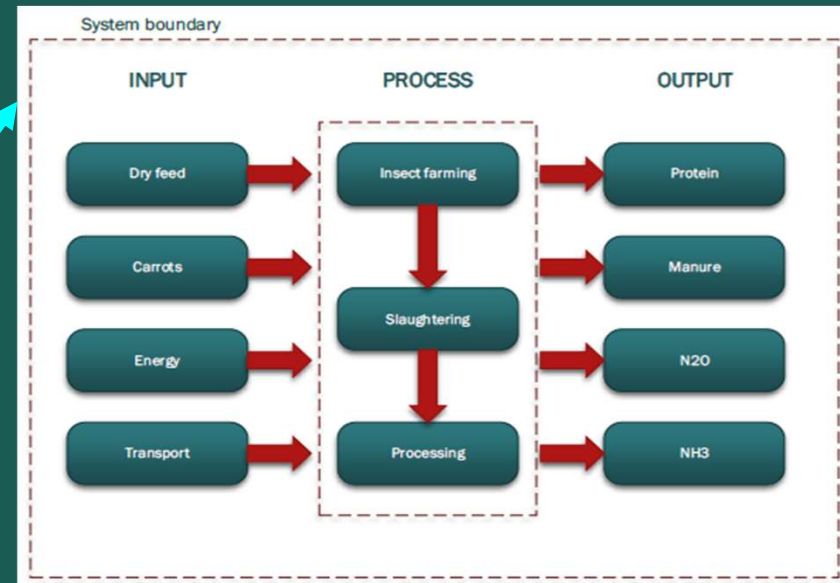 System boundary
INPUT PROCESS OUTPUT
Dry feed Insect farming Protein
Carrots Manure
Slaughtering
Energy N2O
Transport Processing NH3